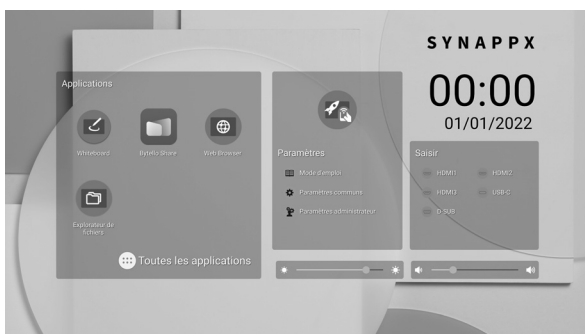 SYNAPPX
00:00
01/01/2022
Applications
Whiteboard
Bytello Share
Web Browser
Explorateur de
fichiers
Toutes les applications
Paramètres
Mode d'emploi
Paramètres communs
Paramètres administrateur
Saisir
HDMI1
HDMI2
HDMI3
USB-C
D-SUB